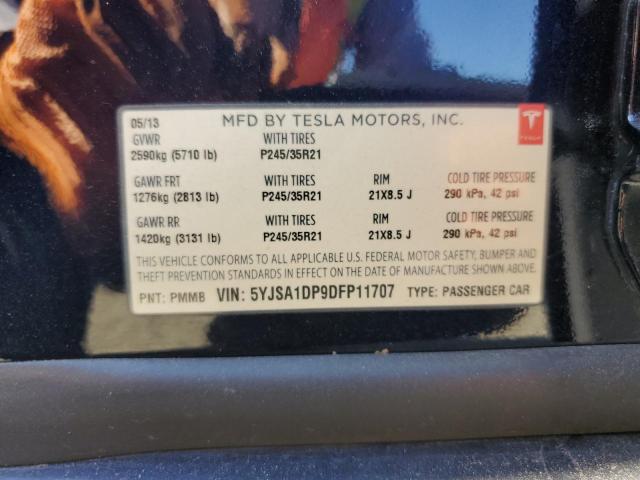 05/13 MFD BY TESLA MOTORS, INC.
GVWR WITH TIRES
2590kg (5710 lb) P245/35R21
GAWR FRT WITH TIRES RIM COLD TIRE PRESSURE
1276kg (2813 lb) P245/35R21 21X8.5 J 290 kPa, 42 psi
GAWR RR WITH TIRES RIM COLD TIRE PRESSURE
1420kg (3131 lb) P245/35R21 21X8.5 J 290 kPa, 42 psi
THIS VEHICLE CONFORMS TO ALL APPLICABLE U.S. FEDERAL MOTOR SAFETY, BUMPER AND
THEFT PREVENTION STANDARDS IN EFFECT ON THE DATE OF MANUFACTURE SHOWN ABOVE.
PNT: PMMB VIN: 5YJSA1DP9DFP11707 TYPE: PASSENGER CAR
TESLA